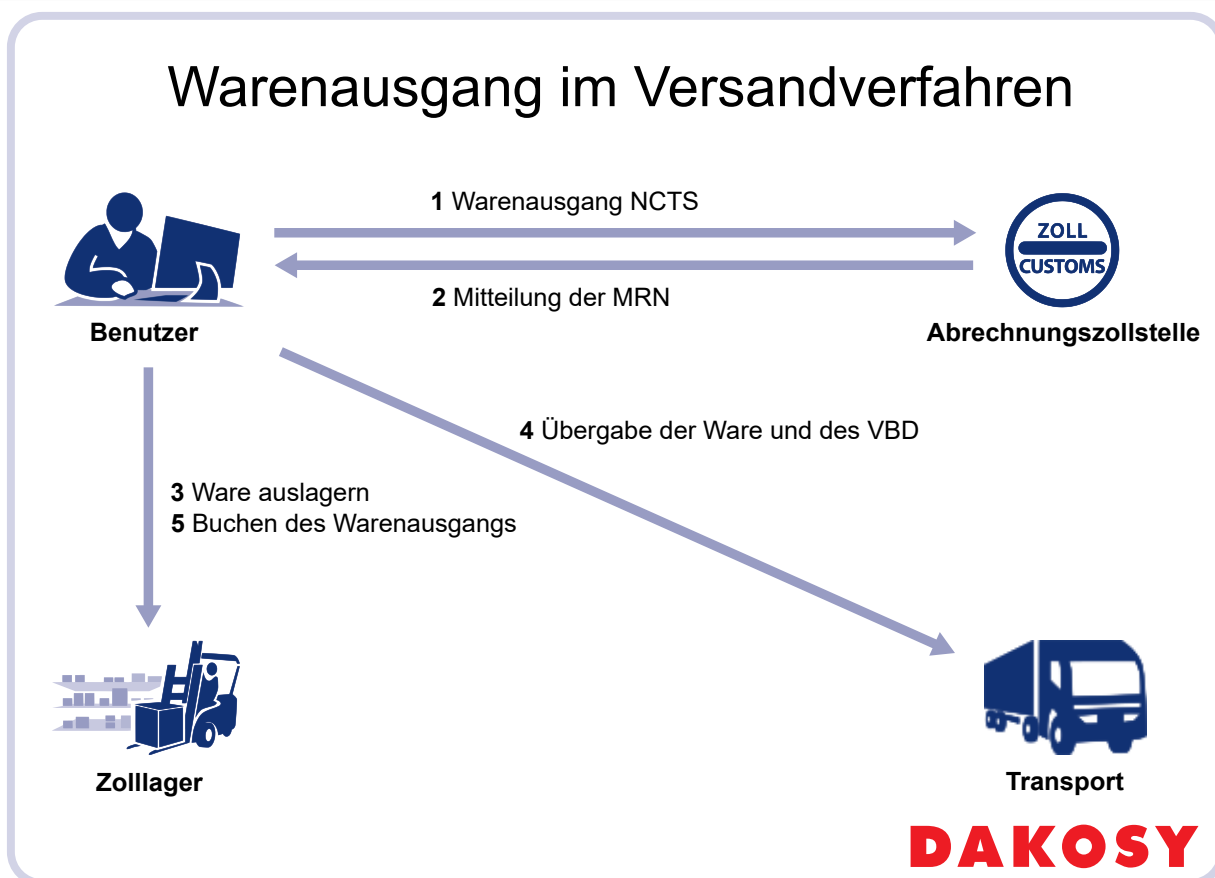 Warenausgang im Versandverfahren
1 Warenausgang NCTS
ZOLL
CUSTOMS
2 Mitteilung der MRN
Benutzer
Abrechnungszollstelle
4 Übergabe der Ware und des VBD
3 Ware auslagern
5 Buchen des Warenausgangs
Zolllager
Transport
DAKOSY